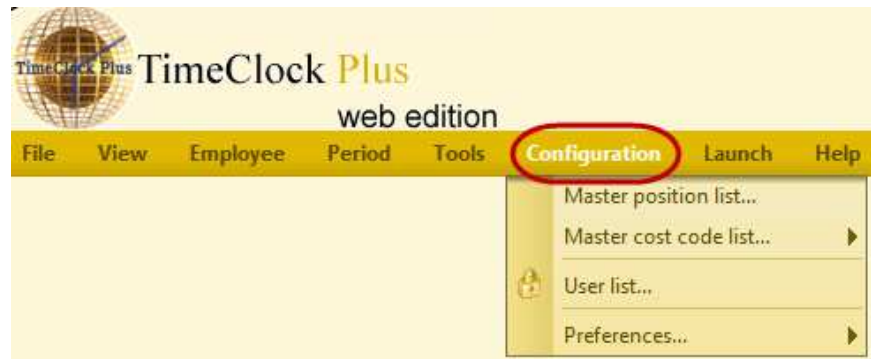 TimeClock Plus TimeClock Plus
web edition
File View Employee Period Tools Configuration Launch Help
Master position list...
Master cost code list...
User list...
Preferences...